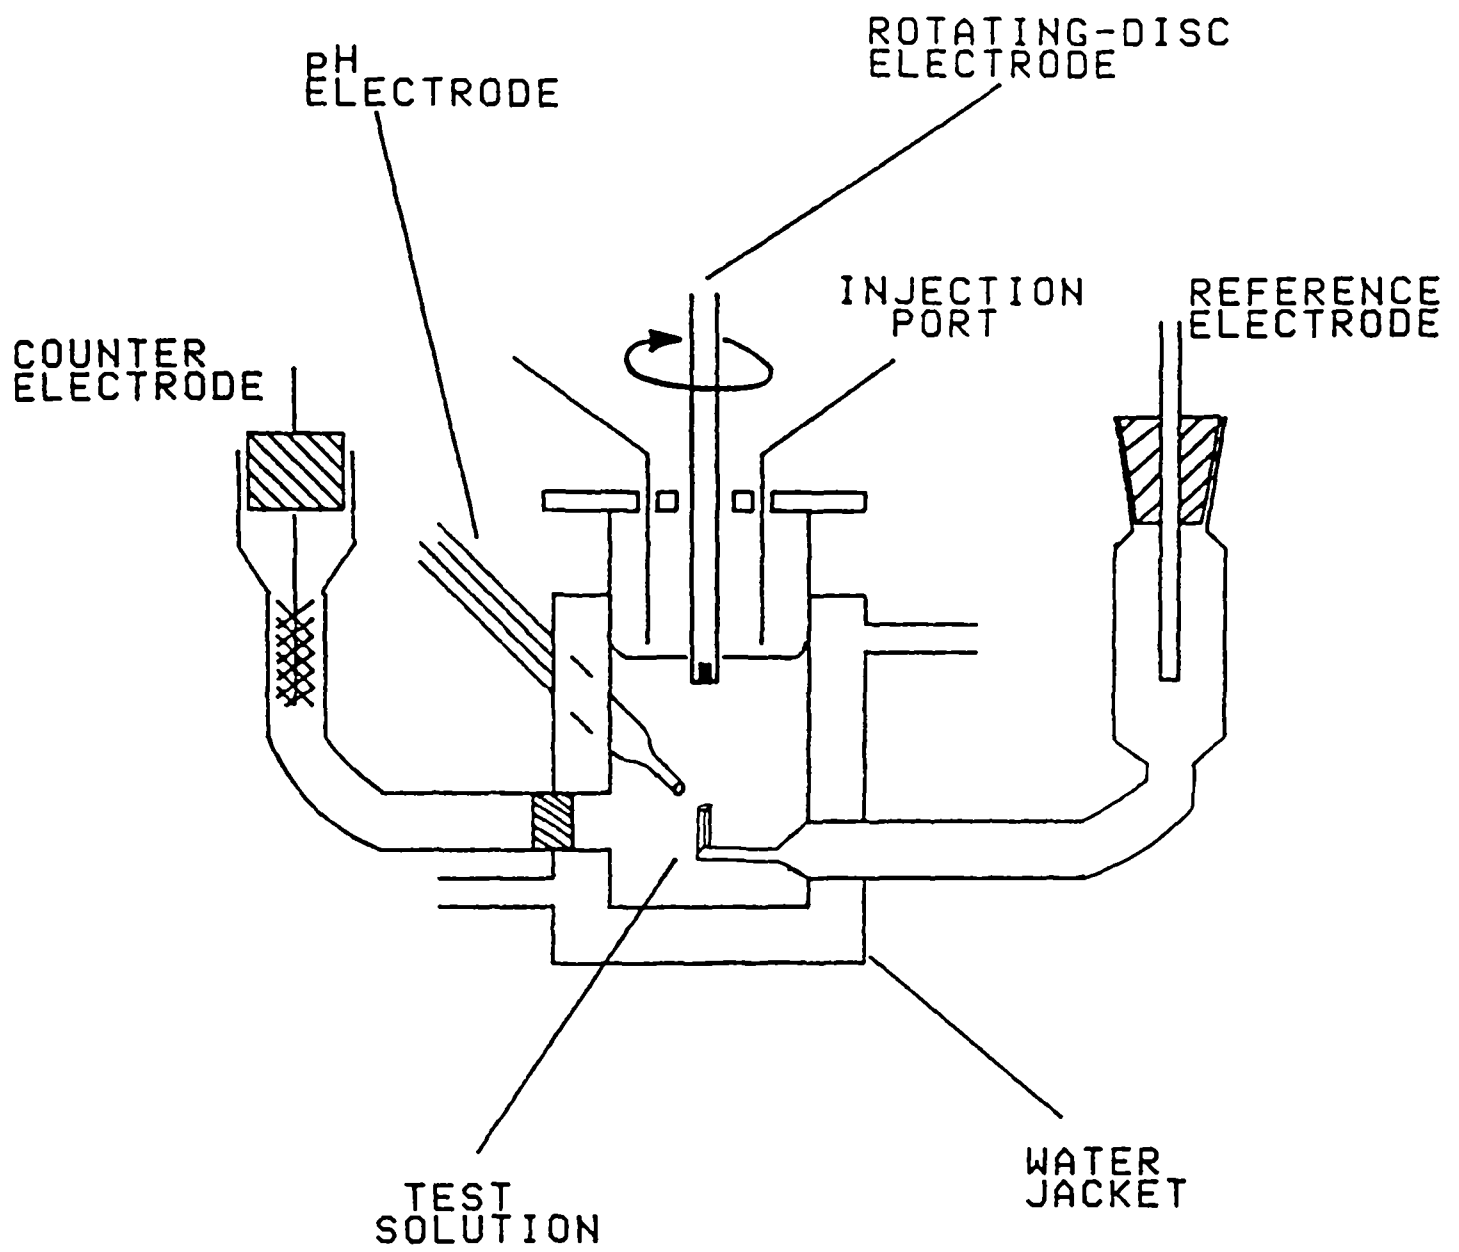 ROTATING-DISC
ELECTRODE
pH
ELECTRODE
INJECTION
PORT
REFERENCE
ELECTRODE
COUNTER
ELECTRODE
WATER
JACKET
TEST
SOLUTION